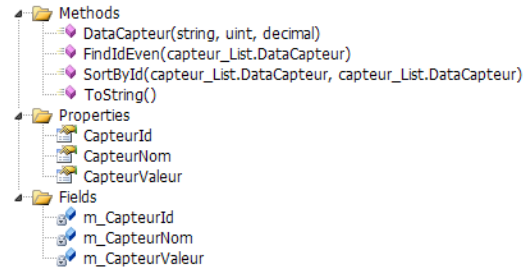 Methods
DataCapteur(string, uint, decimal)
FindIdEven(capteur_List.DataCapteur)
SortById(capteur_List.DataCapteur, capteur_List.DataCapteur)
ToString()
Properties
CapteurId
CapteurNom
CapteurValeur
Fields
m_CapteurId
m_CapteurNom
m_CapteurValeur